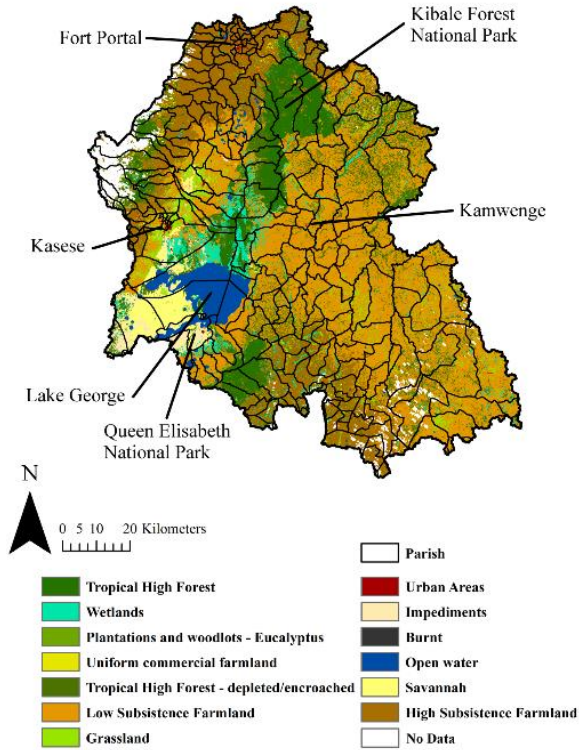 Fort Portal
Kibale Forest
National Park
Kamwenge
Kasese
Lake George
Queen Elisabeth
National Park
N
0 5 10 20 Kilometers
Parish
Tropical High Forest
Urban Areas
Wetlands
Impediments
Plantations and woodlots - Eucalyptus
Burnt
Uniform commercial farmland
Open water
Tropical High Forest - depleted/encroached
Savannah
Low Subsistence Farmland
High Subsistence Farmland
Grassland
No Data